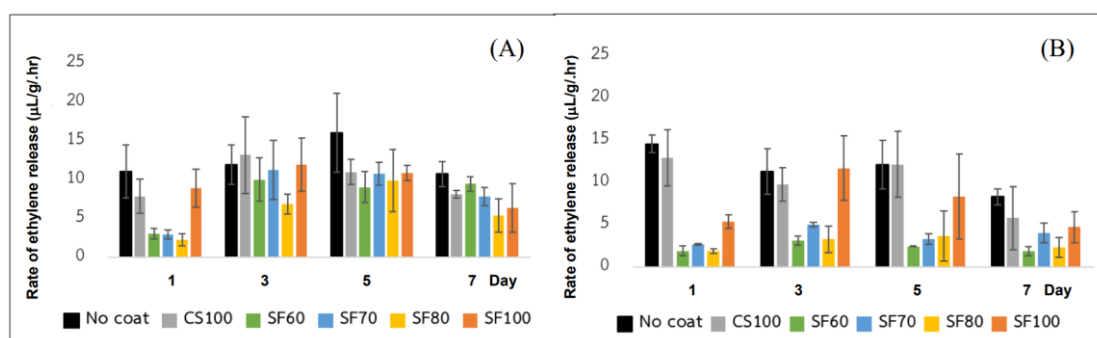 (A)
Rate of ethylene release (µL/g/.hr)
25
20
15
10
5
0
1 3 5 7 Day
No coat CS100 SF60 SF70 SF80 SF100
(B)
Rate of ethylene release (µL/g/.hr)
25
20
15
10
5
0
1 3 5 7 Day
No coat CS100 SF60 SF70 SF80 SF100